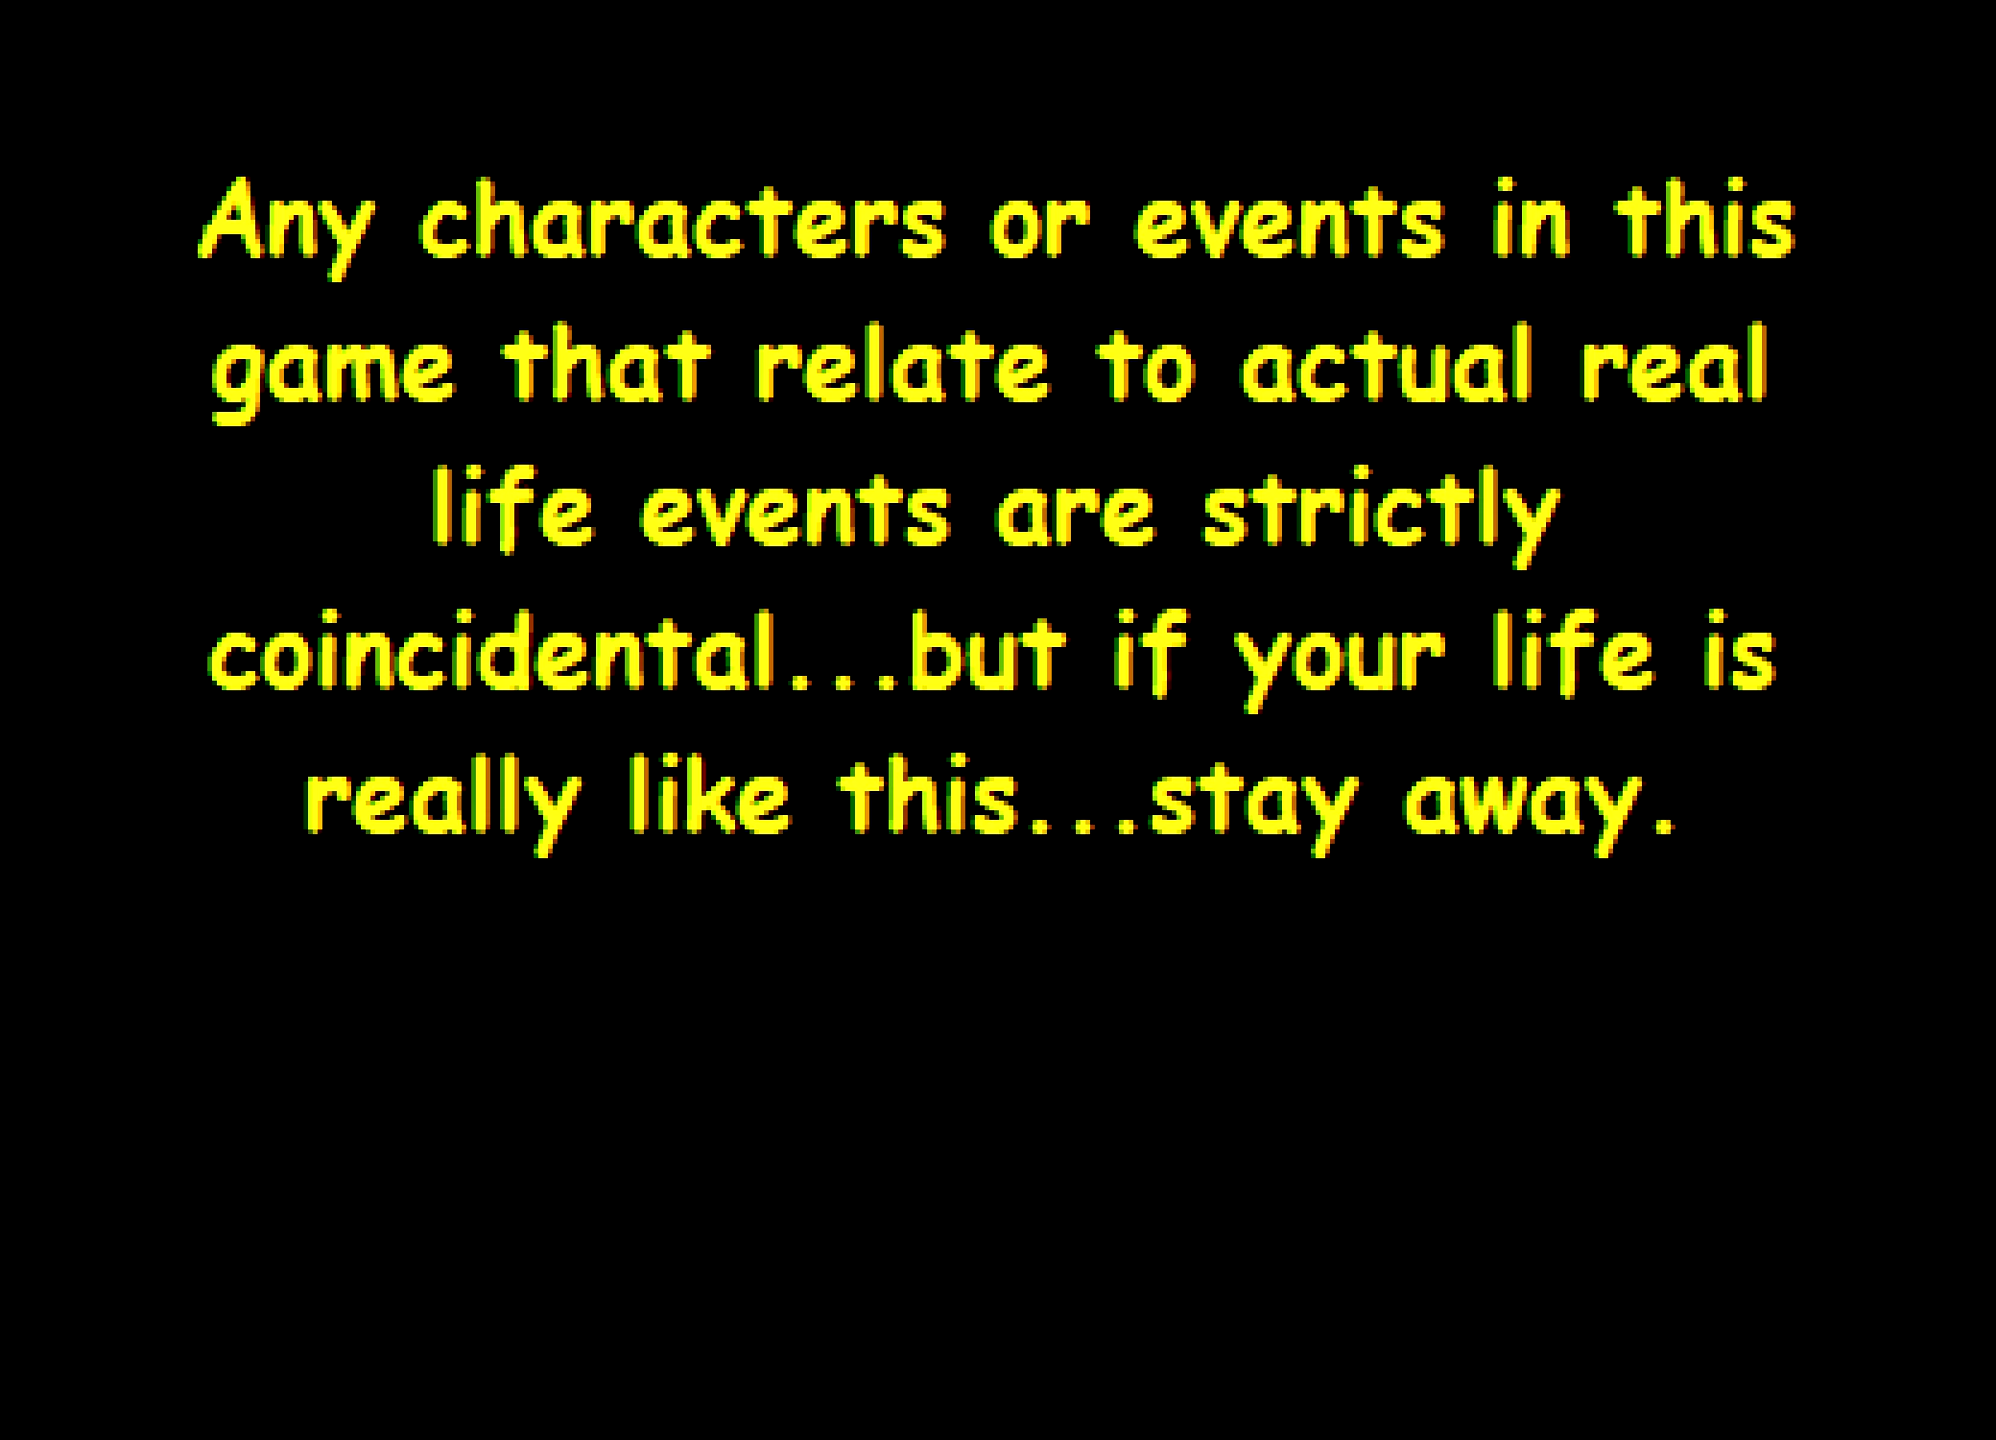 Any characters or events in this
game that relate to actual real
life events are strictly
coincidental...but if your life is
really like this...stay away.